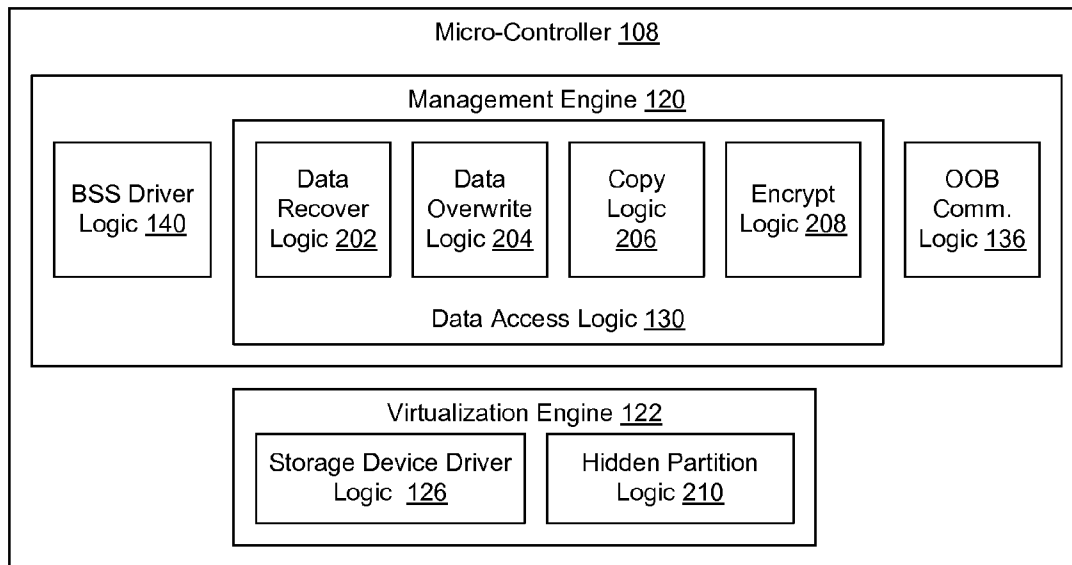 Micro-Controller 108
Management Engine 120
BSS Driver
Logic 140
Data
Recover
Logic 202
Data
Overwrite
Logic 204
Copy
Logic
206
Encrypt
Logic 208
OOB
Comm.
Logic 136
Data Access Logic 130
Virtualization Engine 122
Storage Device Driver
Logic 126
Hidden Partition
Logic 210